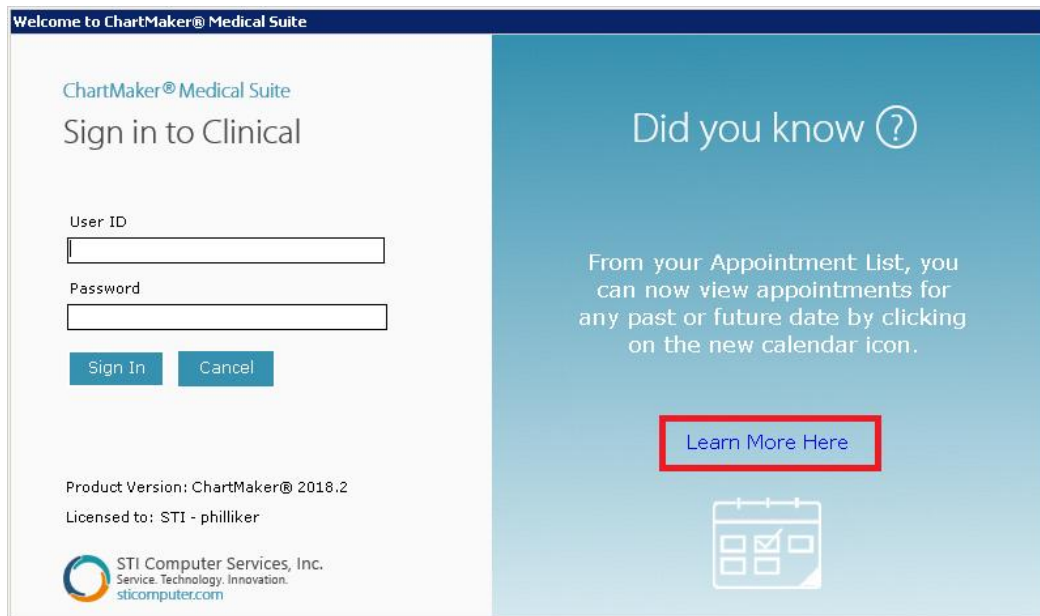 Welcome to ChartMaker® Medical Suite
ChartMaker® Medical Suite
Sign in to Clinical
User ID
Password
Sign In
Cancel
Product Version: ChartMaker® 2018.2
Licensed to: STI - philliker
STI Computer Services, Inc.
Service. Technology. Innovation.
sticomputer.com
Did you know ?
From your Appointment List, you
can now view appointments for
any past or future date by clicking
on the new calendar icon.
Learn More Here